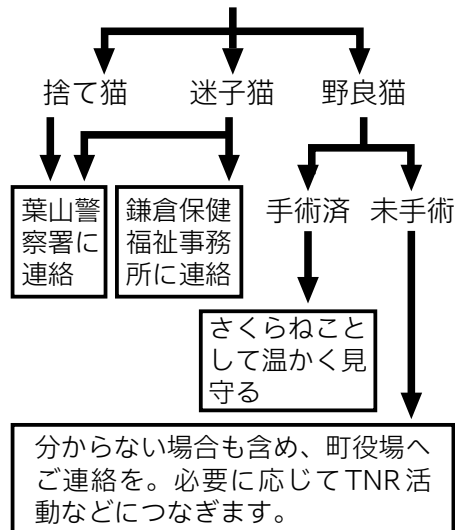 捨て猫
迷子猫
野良猫
葉山警
察署に
連絡
鎌倉保健
福祉事務
所に連絡
手術済
未手術
さくらねこと
して温かく見
守る
分からない場合も含め、町役場へ
ご連絡を。必要に応じてTNR活
動などにつなぎます。